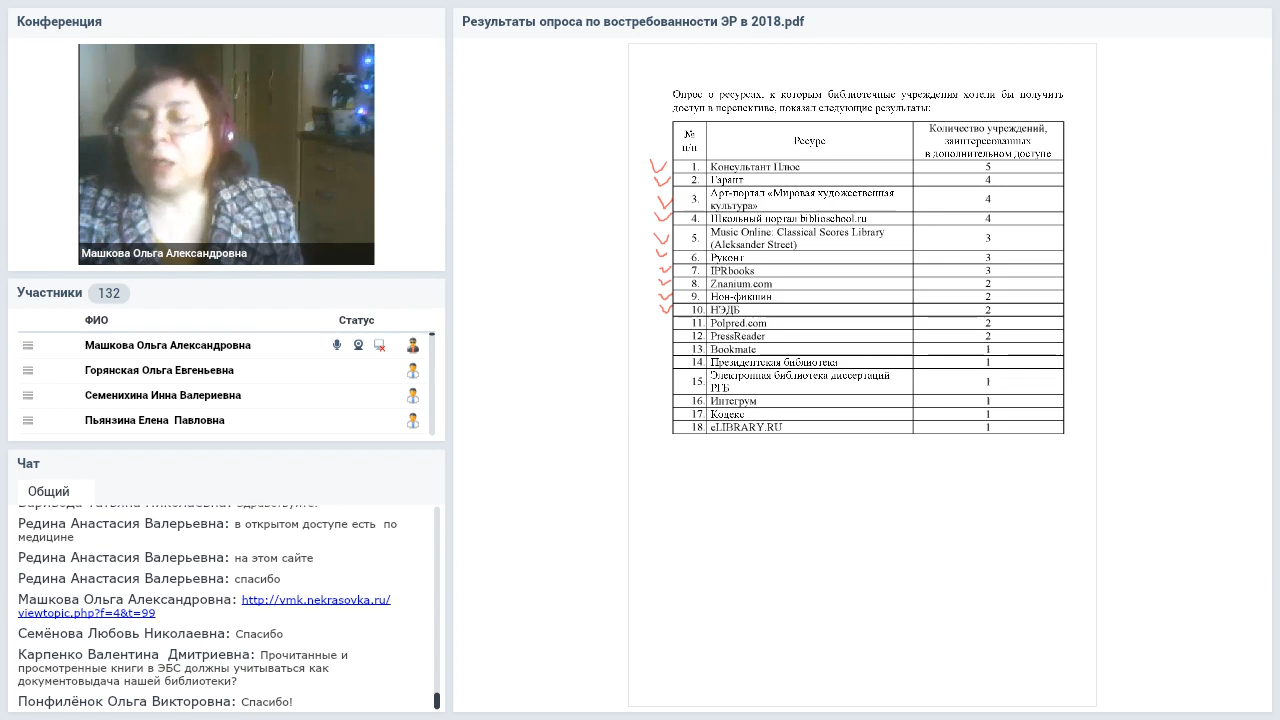 Конференция
Машкова Ольга Александровна
Участники 132
ФИО Статус
Машкова Ольга Александровна
Горянская Ольга Евгеньевна
Семенихина Инна Валериевна
Пьянзина Елена Павловна
Чат
Общий
Редина Анастасия Валерьевна: в открытом доступе есть по
медицине
Редина Анастасия Валерьевна: на этом сайте
Редина Анастасия Валерьевна: спасибо
Машкова Ольга Александровна: http://vmk.nekrasovka.ru/
viewtopic.php?f=4&t=99
Семёнова Любовь Николаевна: Спасибо
Карпенко Валентина Дмитриевна: Прочитанные и
просмотренные книги в ЭБС должны учитываться как
документовыдача нашей библиотеки?
Понфилёнок Ольга Викторовна: Спасибо!
Результаты опроса по востребованности ЭР в 2018.pdf
Опрос о ресурсах, к которым библиотечные учреждения хотели бы получить
доступ в перспективе, показал следующие результаты:
№
п/п
Ресурс
Количество учреждений,
заинтересованных
в дополнительном доступе
1. Консультант Плюс 5
2. Гарант 4
3. Арт-портал «Мировая художественная
культура» 4
4. Школьный портал biblioschool.ru 4
5. Music Online: Classical Scores Library
(Aleksander Street) 3
6. Руконт 3
7. IPRbooks 3
8. Znanium.com 2
9. Нон-фикшин 2
10. НЭДБ 2
11. Polpred.com 2
12. PressReader 2
13. Bookmate 1
14. Президентская библиотека 1
15. Электронная библиотека диссертаций
РГБ 1
16. Интегрум 1
17. Кодекс 1
18. eLIBRARY.RU 1